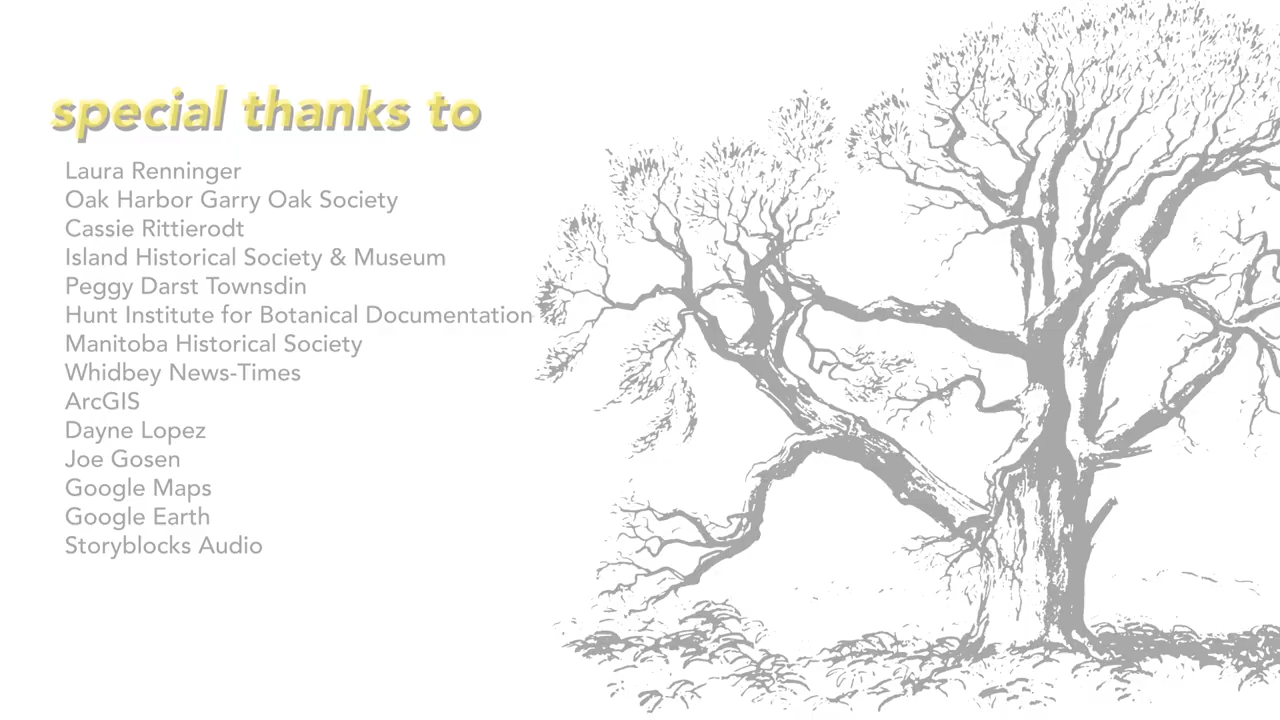 special thanks to
Laura Renninger
Oak Harbor Garry Oak Society
Cassie Rittierodt
Island Historical Society & Museum
Peggy Darst Townsdin
Hunt Institute for Botanical Documentation
Manitoba Historical Society
Whidbey News-Times
ArcGIS
Dayne Lopez
Joe Gosen
Google Maps
Google Earth
Storyblocks Audio